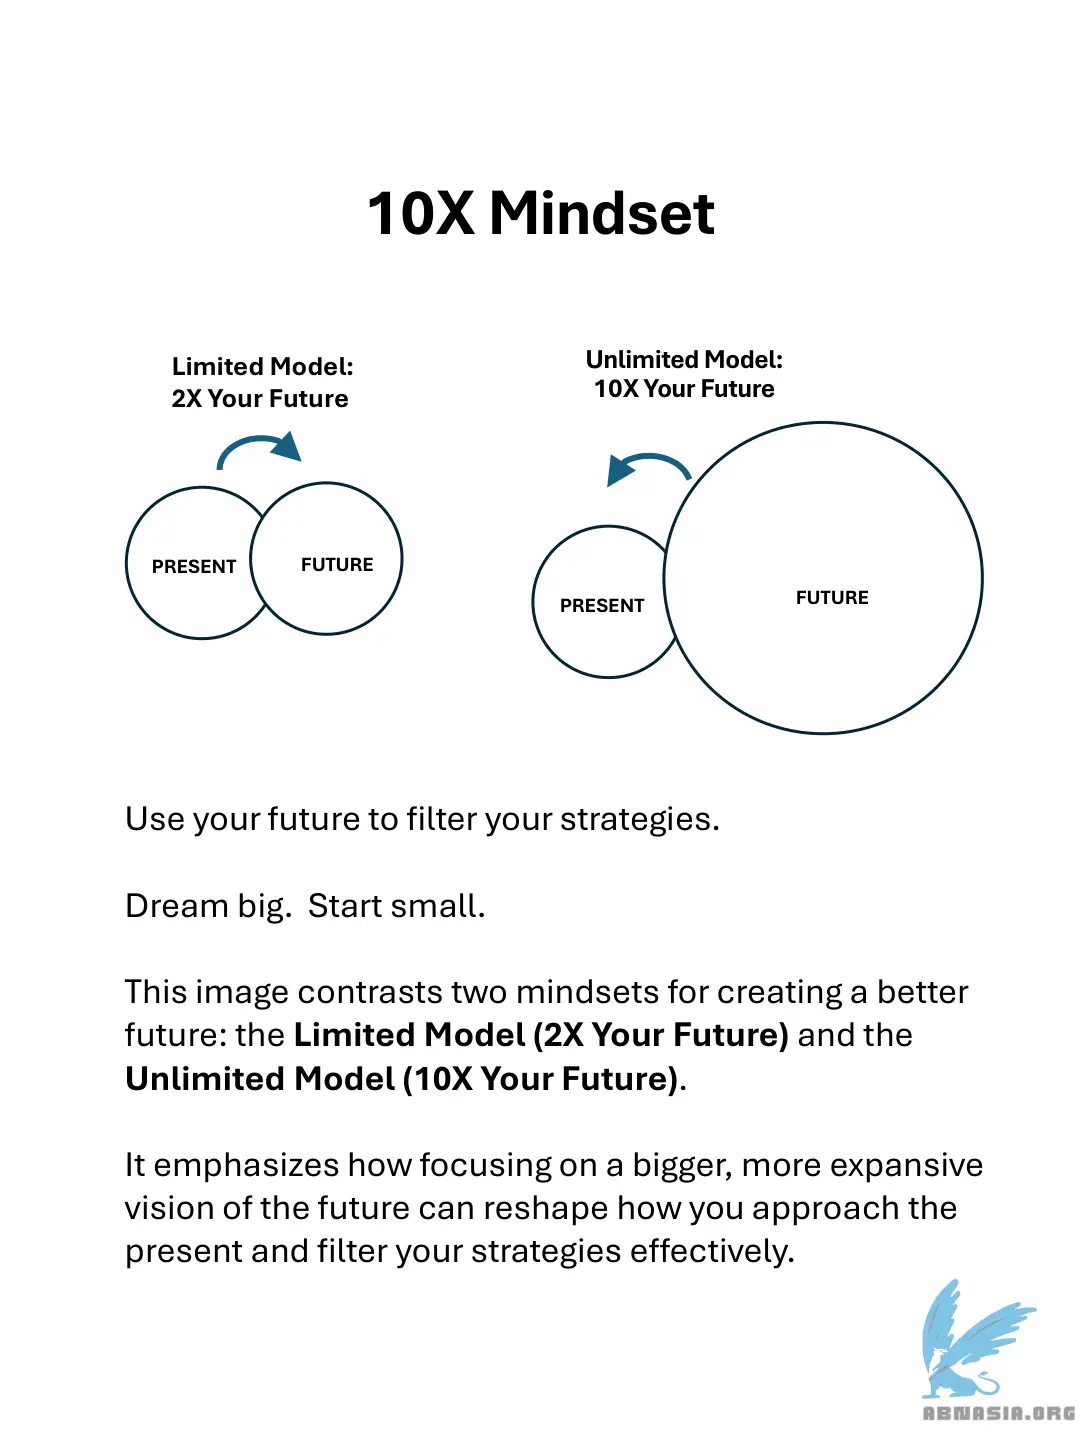 10X Mindset
Limited Model:
2X Your Future
PRESENT
FUTURE
Unlimited Model:
10X Your Future
PRESENT
FUTURE
Use your future to filter your strategies.
Dream big.  Start small.
This image contrasts two mindsets for creating a better
future: the Limited Model (2X Your Future) and the
Unlimited Model (10X Your Future).
It emphasizes how focusing on a bigger, more expansive
vision of the future can reshape how you approach the
present and filter your strategies effectively.
ABNASIA.ORG